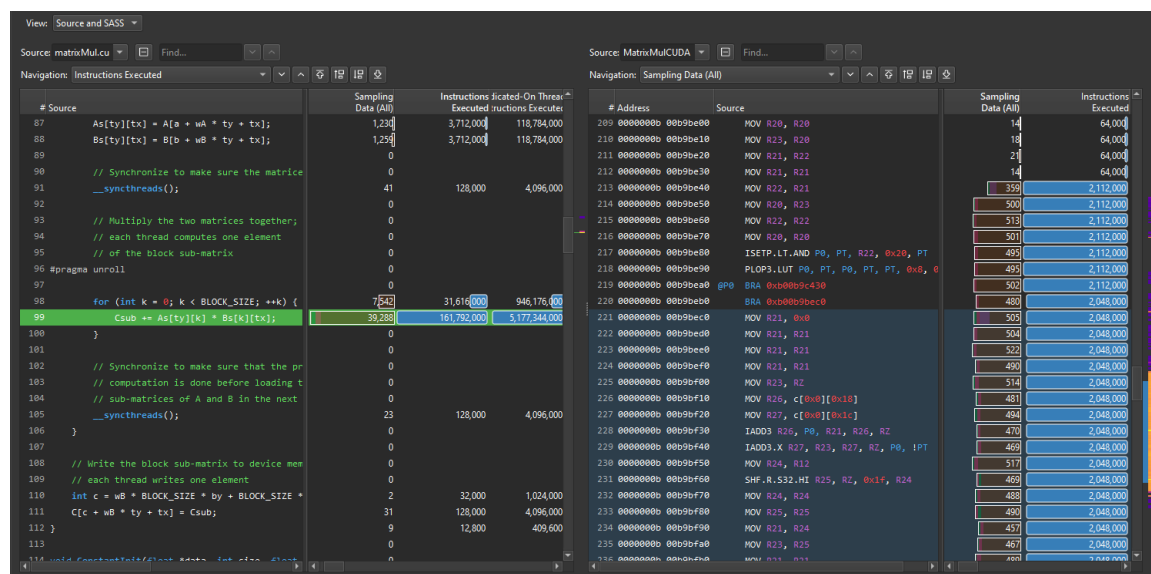 View: Source and SASS
Source: matrixMul.cu Find...
Navigation: Instructions Executed
# Source Sampling Data (All) Instructions Executed dicated-On Thread ructions Executed
87 As[ty][tx] = A[a + wA * ty + tx]; 1,230 3,712,000 118,784,000
88 Bs[ty][tx] = B[b + wB * ty + tx]; 1,259 3,712,000 118,784,000
89 0
90 // Synchronize to make sure the matrice 0
91 __syncthreads(); 41 128,000 4,096,000
92 0
93 // Multiply the two matrices together; 0
94 // each thread computes one element 0
95 // of the block sub-matrix 0
96 #pragma unroll 0
97 0
98 for (int k = 0; k < BLOCK_SIZE; ++k) { 7,542 31,616,000 946,176,000
99 Csub += As[ty][k] * Bs[k][tx]; 39,288 161,792,000 5,177,344,000
100 } 0
101 0
102 // Synchronize to make sure that the pr 0
103 // computation is done before loading t 0
104 // sub-matrices of A and B in the next 0
105 __syncthreads(); 23 128,000 4,096,000
106 } 0
107 0
108 // Write the block sub-matrix to device mem 0
109 // each thread writes one element 0
110 int c = wB * BLOCK_SIZE * by + BLOCK_SIZE * 2 32,000 1,024,000
111 C[c + wB * ty + tx] = Csub; 31 128,000 4,096,000
112 } 9 12,800 409,600
113 0
114 void ConstantInit(float *data, int size, float 0
Source: MatrixMulCUDA Find...
Navigation: Sampling Data (All)
# Address Source Sampling Data (All) Instructions Executed
209 0000000b 00b9be00 MOV R20, R20 14 64,000
210 0000000b 00b9be10 MOV R23, R20 18 64,000
211 0000000b 00b9be20 MOV R21, R22 21 64,000
212 0000000b 00b9be30 MOV R21, R21 14 64,000
213 0000000b 00b9be40 MOV R22, R21 359 2,112,000
214 0000000b 00b9be50 MOV R20, R23 500 2,112,000
215 0000000b 00b9be60 MOV R22, R22 513 2,112,000
216 0000000b 00b9be70 MOV R20, R20 501 2,112,000
217 0000000b 00b9be80 ISETP.LT.AND P0, PT, R22, 0x20, PT 495 2,112,000
218 0000000b 00b9be90 PLOP3.LUT P0, PT, P0, PT, PT, 0x8, 0 495 2,112,000
219 0000000b 00b9bea0 @P0 BRA 0xb00b9c430 502 2,112,000
220 0000000b 00b9beb0 BRA 0xb00b9bec0 480 2,048,000
221 0000000b 00b9bec0 MOV R21, 0x0 505 2,048,000
222 0000000b 00b9bed0 MOV R21, R21 504 2,048,000
223 0000000b 00b9bee0 MOV R21, R21 522 2,048,000
224 0000000b 00b9bef0 MOV R21, R21 490 2,048,000
225 0000000b 00b9bf00 MOV R23, RZ 514 2,048,000
226 0000000b 00b9bf10 MOV R26, c[0x0][0x18] 481 2,048,000
227 0000000b 00b9bf20 MOV R27, c[0x0][0x1c] 494 2,048,000
228 0000000b 00b9bf30 IADD3 R26, P0, R21, R26, RZ 470 2,048,000
229 0000000b 00b9bf40 IADD3.X R27, R23, R27, RZ, P0, !PT 469 2,048,000
230 0000000b 00b9bf50 MOV R24, R12 517 2,048,000
231 0000000b 00b9bf60 SHF.R.S32.HI R25, RZ, 0x1f, R24 469 2,048,000
232 0000000b 00b9bf70 MOV R24, R24 488 2,048,000
233 0000000b 00b9bf80 MOV R25, R25 490 2,048,000
234 0000000b 00b9bf90 MOV R21, R24 457 2,048,000
235 0000000b 00b9bfa0 MOV R23, R25 467 2,048,000
236 0000000b 00b9bfb0 MOV R21, R21 489 2,048,000